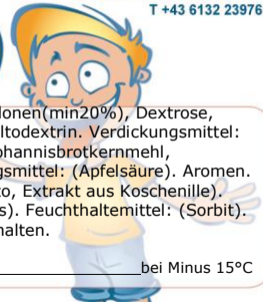 T +43 6132 23976
lonen(min20%), Dextrose,
ltodextrin. Verdickungsmittel:
ohannisbrotkernmehl,
gsmittel: (Äpfelsäure). Aromen.
to, Extrakt aus Koschenille).
s). Feuchthaltemittel: (Sorbit).
halten.
bei Minus 15°C